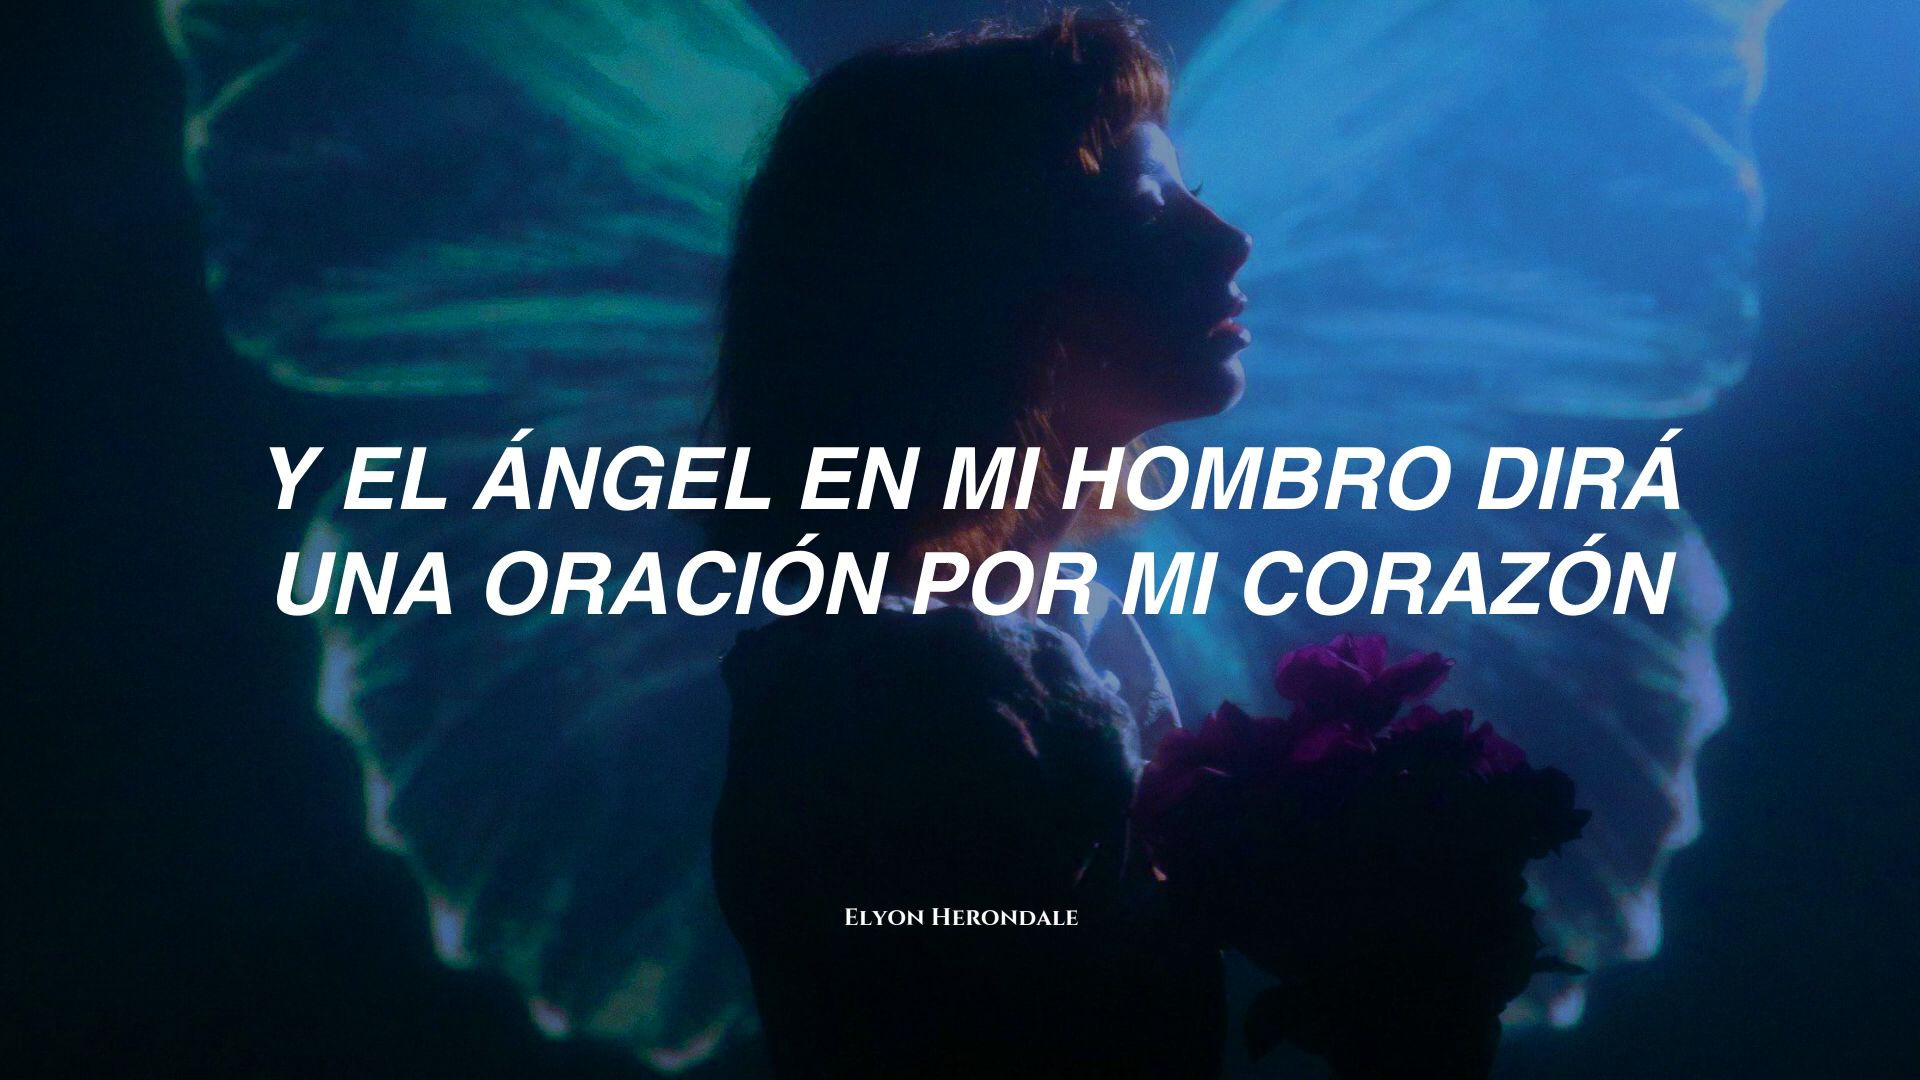 Y EL ÁNGEL EN MI HOMBRO DIRÁ
UNA ORACIÓN POR MI CORAZÓN
Elyon Herondale